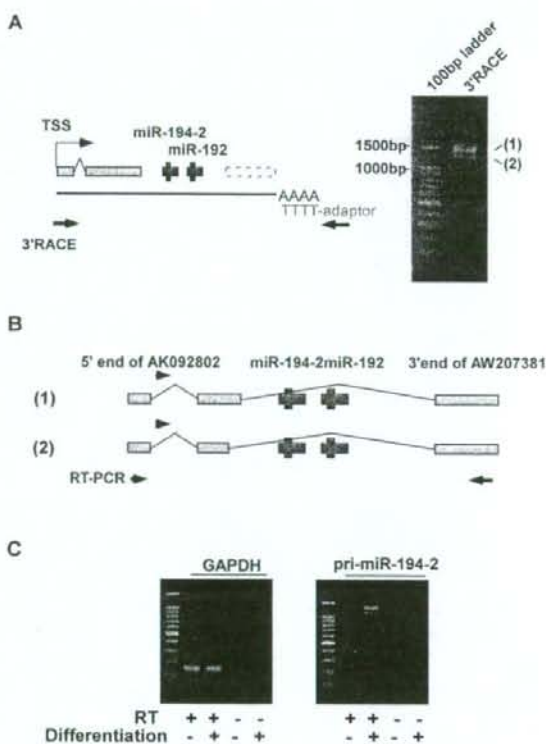 A
100bp ladder
3'RACE
TSS
miR-194-2
miR-192
1500bp
1000bp
(1)
(2)
AAAA
TTTT-adaptor
3'RACE
B
5' end of AK092802
miR-194-2miR-192
3'end of AW207381
(1)
(2)
RT-PCR
C
GAPDH
pri-miR-194-2
RT + + - - + + - -
Differentiation - + - + - + - +